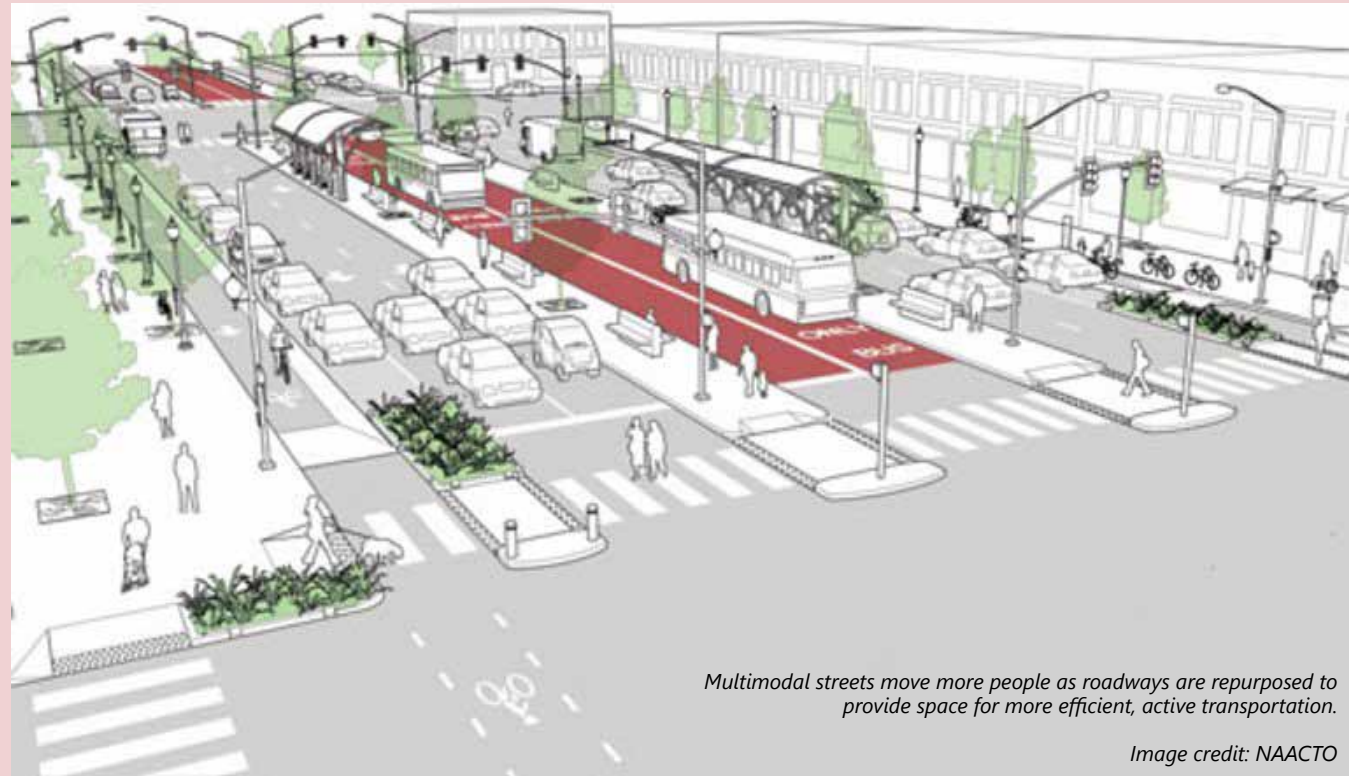 ONLY
BUS
Multimodal streets move more people as roadways are repurposed to
provide space for more efficient, active transportation.
Image credit: NAACTO